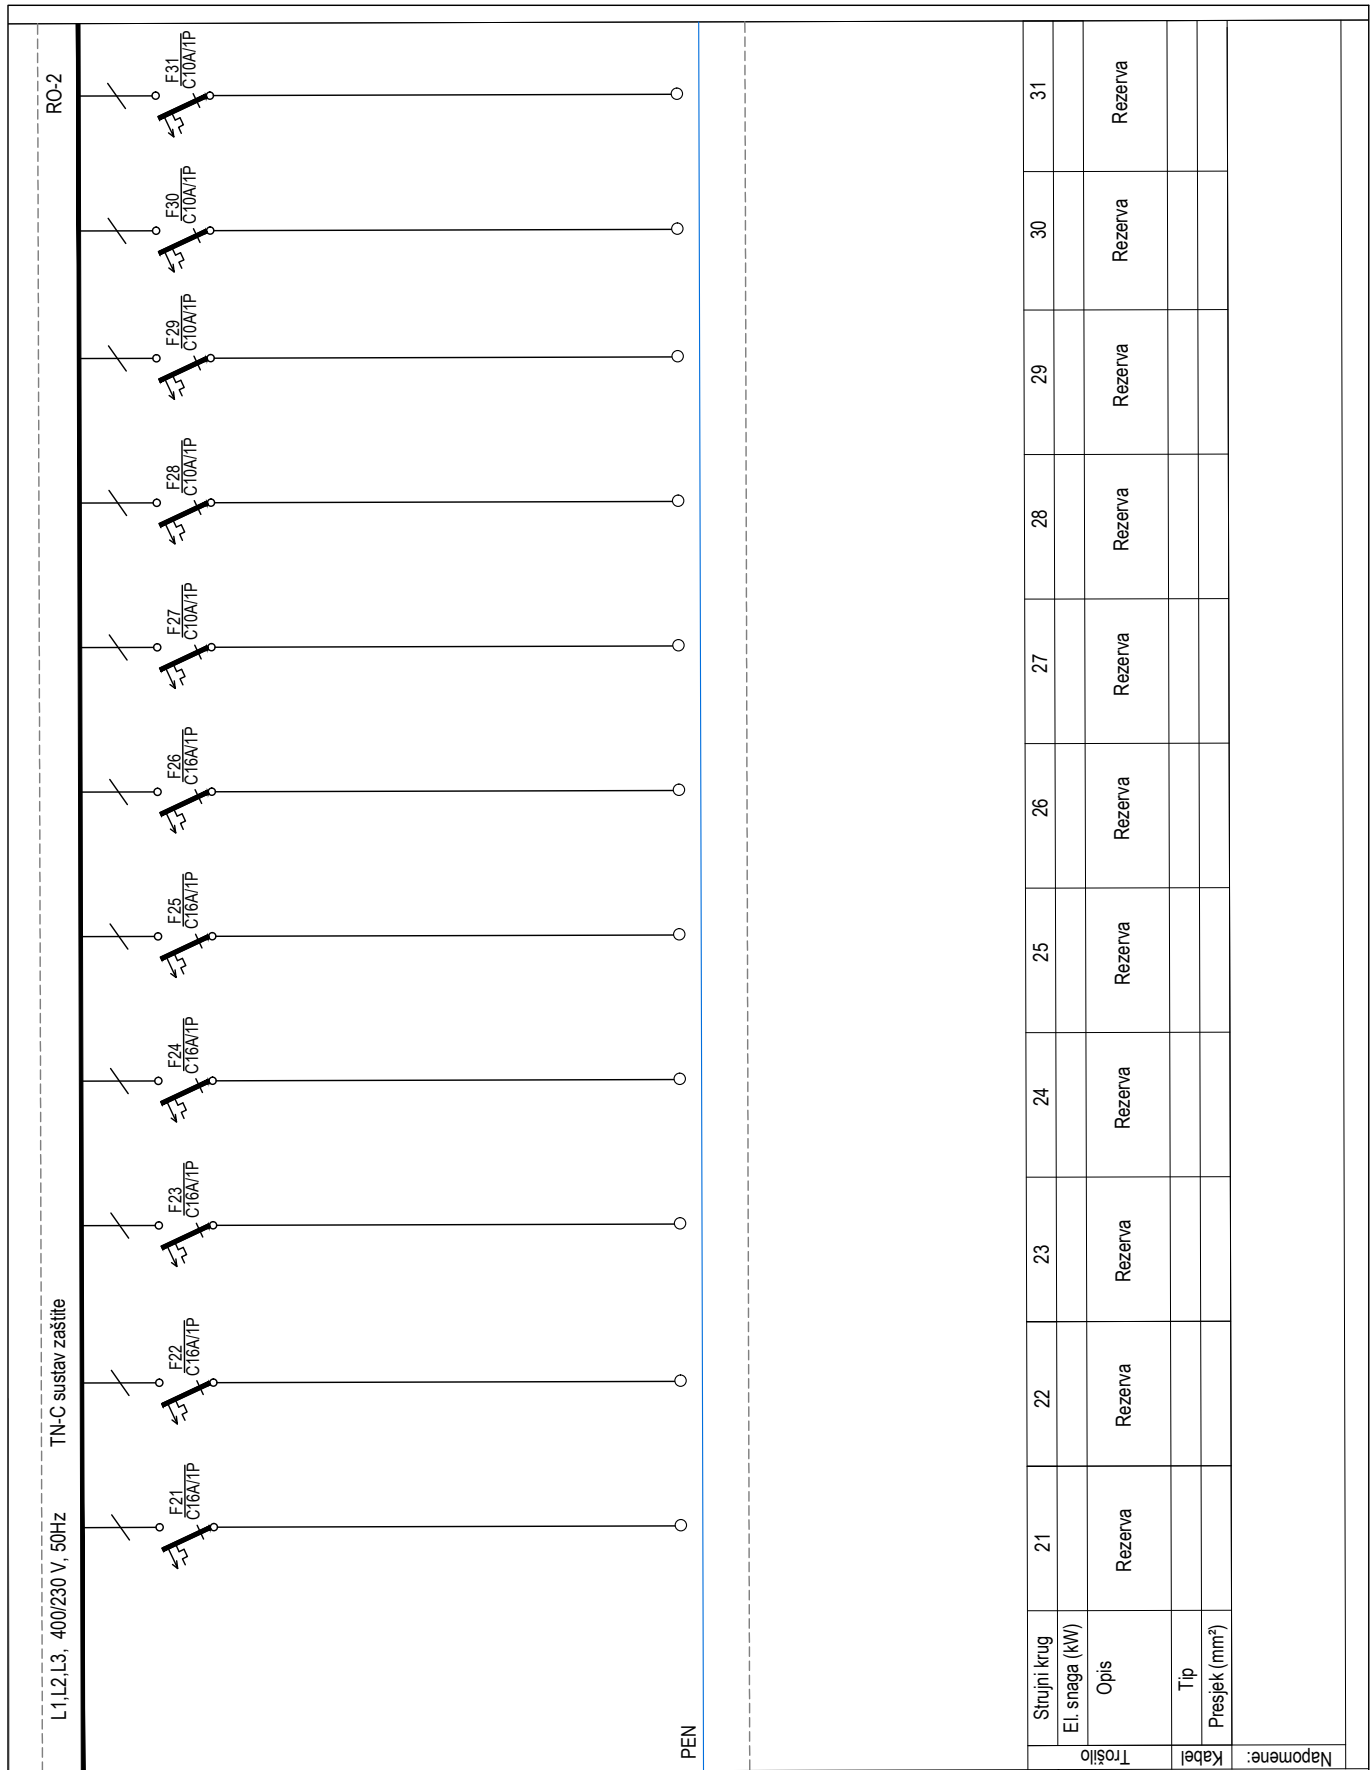 L1,L2,L3, 400/230 V, 50Hz TN-C sustav zaštite RO-2
F21
C16A/1P
F22
C16A/1P
F23
C16A/1P
F24
C16A/1P
F25
C16A/1P
F26
C16A/1P
F27
C10A/1P
F28
C10A/1P
F29
C10A/1P
F30
C10A/1P
F31
C10A/1P
PEN
Trošilo
Strujni krug 21 22 23 24 25 26 27 28 29 30 31
El. snaga (kW)
Opis Rezerva Rezerva Rezerva Rezerva Rezerva Rezerva Rezerva Rezerva Rezerva Rezerva Rezerva
Kabel
Tip
Presjek (mm²)
Napomene: